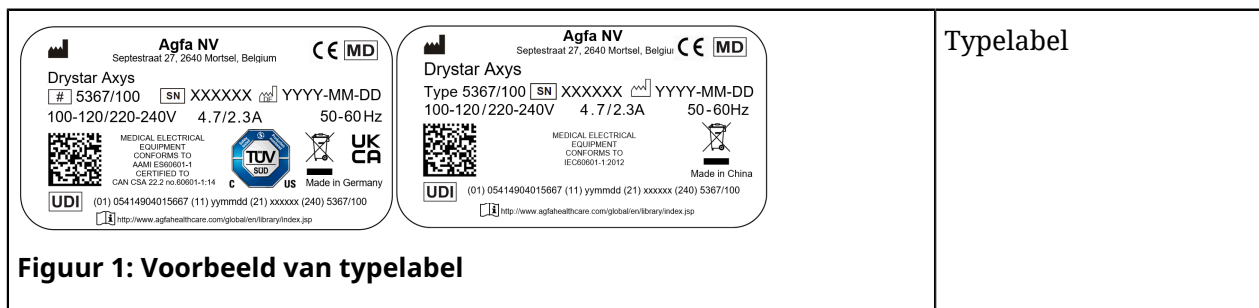 Agfa NV
Septestraat 27, 2640 Mortsel, Belgium
CE MD
Drystar Axys
# 5367/100 SN XXXXXX YYYY-MM-DD
100-120/220-240V 4.7/2.3A 50-60Hz
MEDICAL ELECTRICAL
EQUIPMENT
CONFORMS TO
AAMI ES60601-1
CERTIFIED TO
CAN CSA 22.2 no.60601-1:14
TÜV
SÜD
C US
UK
CA
Made in Germany
UDI (01) 05414904015667 (11) yymmdd (21) xxxxxx (240) 5367/100
http://www.agfahealthcare.com/global/en/library/index.jsp
Agfa NV
Septestraat 27, 2640 Mortsel, Belgiu
CE MD
Drystar Axys
Type 5367/100 SN XXXXXX YYYY-MM-DD
100-120/220-240V 4.7/2.3A 50-60Hz
MEDICAL ELECTRICAL
EQUIPMENT
CONFORMS TO
IEC60601-1:2012
Made in China
UDI (01) 05414904015667 (11) yymmdd (21) xxxxxx (240) 5367/100
http://www.agfahealthcare.com/global/en/library/index.jsp
Figuur 1: Voorbeeld van typelabel
Typelabel